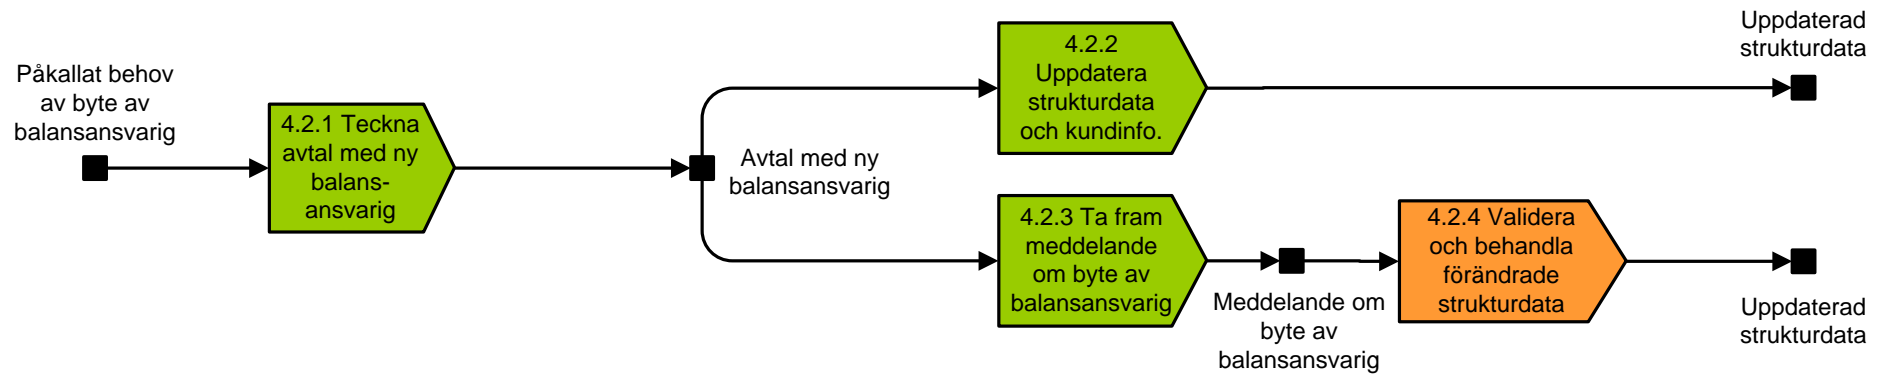 Påkallat behov
av byte av
balansansvarig
4.2.1 Teckna
avtal med ny
balans-
ansvarig
Avtal med ny
balansansvarig
4.2.2
Uppdatera
strukturdata
och kundinfo.
Uppdaterad
strukturdata
4.2.3 Ta fram
meddelande
om byte av
balansansvarig
Meddelande om
byte av
balansansvarig
4.2.4 Validera
och behandla
förändrade
strukturdata
Uppdaterad
strukturdata